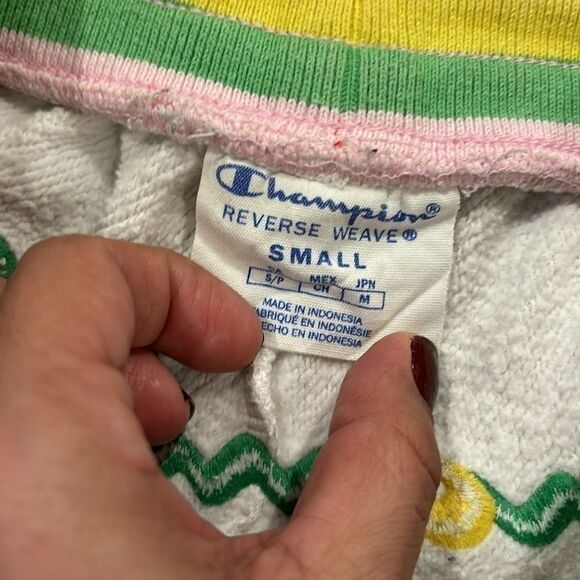 Champion®
REVERSE WEAVE®
SMALL
MEX JPN
S/P CH M
MADE IN INDONESIA
FABRIQUÉ EN INDONÉSIE
HECHO EN INDONESIA